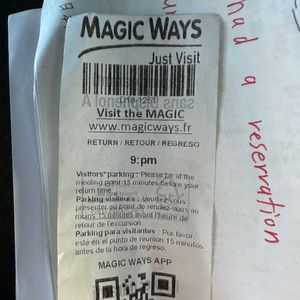 MAGIC WAYS
Just Visit
Visit the MAGIC
www.magicways.fr
RETURN / RETOUR / REGRESO
9:pm
Visitors' parking : Please be at the
meeting point 15 minutes before your
return time.
Parking visiteurs : Veuillez vous
présenter au point de rendez-vous au
moins 15 minutes avant l'heure de
retour de l'excursion.
Parking para visitantes : Por favor,
este en el punto de reunión 15 minutos
antes de la hora de regreso.
MAGIC WAYS APP
had a reservation